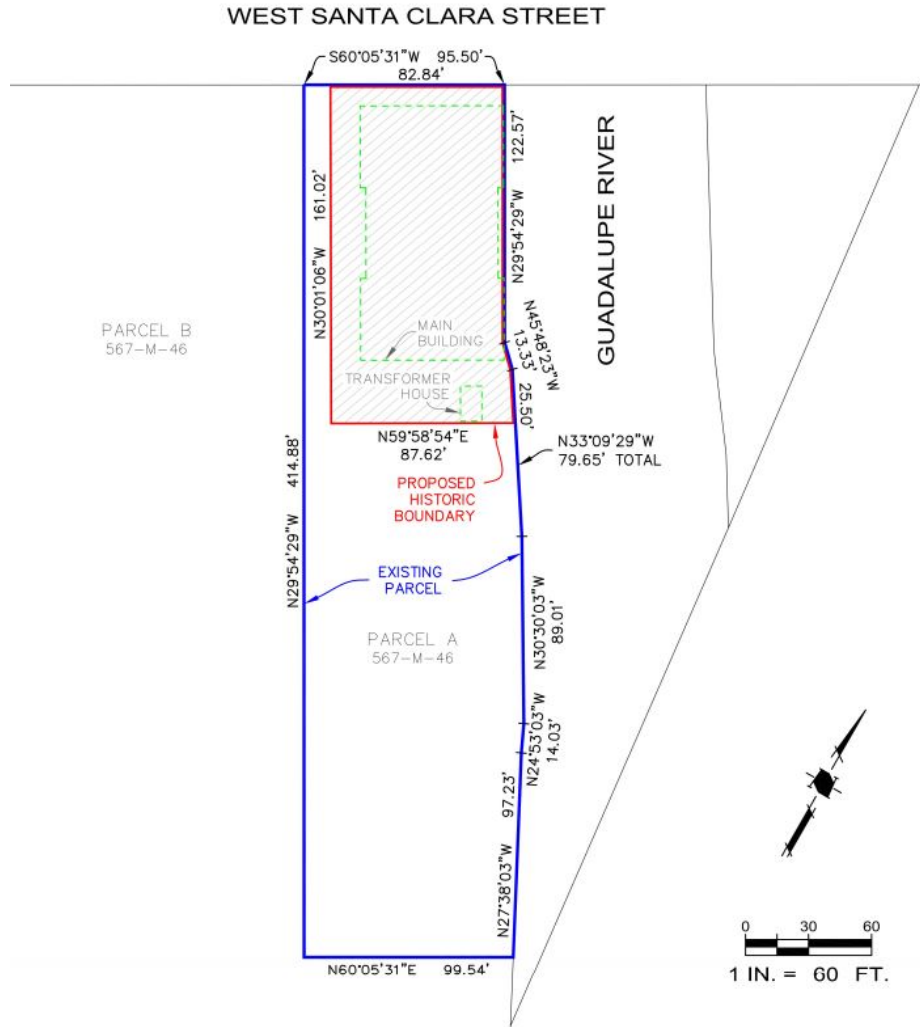 WEST SANTA CLARA STREET
S60°05'31"W 95.50'
82.84'
122.57'
N29°54'29"W
GUADALUPE RIVER
161.02'
N30°01'06"W
N45°48'23"W
13.33'
PARCEL B
567-M-46
MAIN
BUILDING
TRANSFORMER
HOUSE
25.50'
N59°58'54"E
87.62'
N33°09'29"W
79.65' TOTAL
PROPOSED
HISTORIC
BOUNDARY
414.88'
N29°54'29"W
EXISTING
PARCEL
N30°30'03"W
89.01'
PARCEL A
567-M-46
N24°53'03"W
14.03'
97.23'
N27°38'03"W
N60°05'31"E 99.54'
0 30 60
1 IN. = 60 FT.